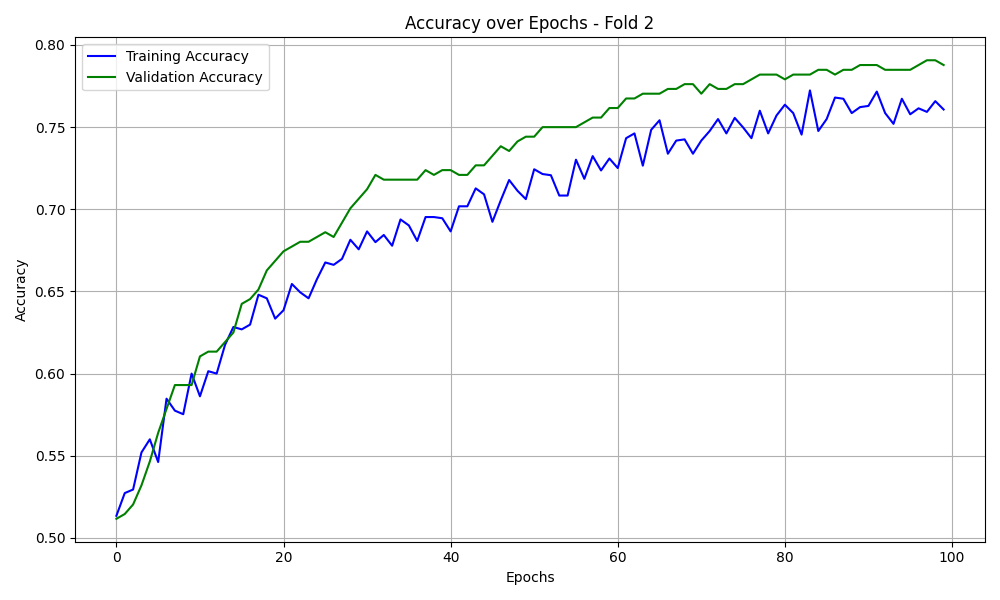 Accuracy over Epochs - Fold 2
Training Accuracy
Validation Accuracy
Accuracy
0.80
0.75
0.70
0.65
0.60
0.55
0.50
0 20 40 60 80 100
Epochs